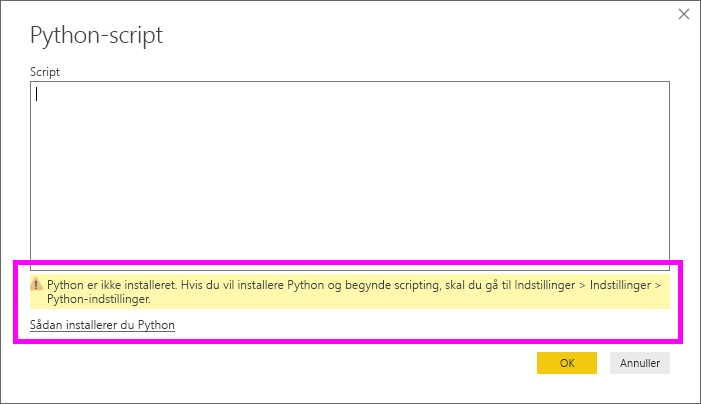 Python-script
Script
Python er ikke installeret. Hvis du vil installere Python og begynde scripting, skal du gå til Indstillinger > Indstillinger >
Python-indstillinger.
Sådan installerer du Python
OK
Annuller